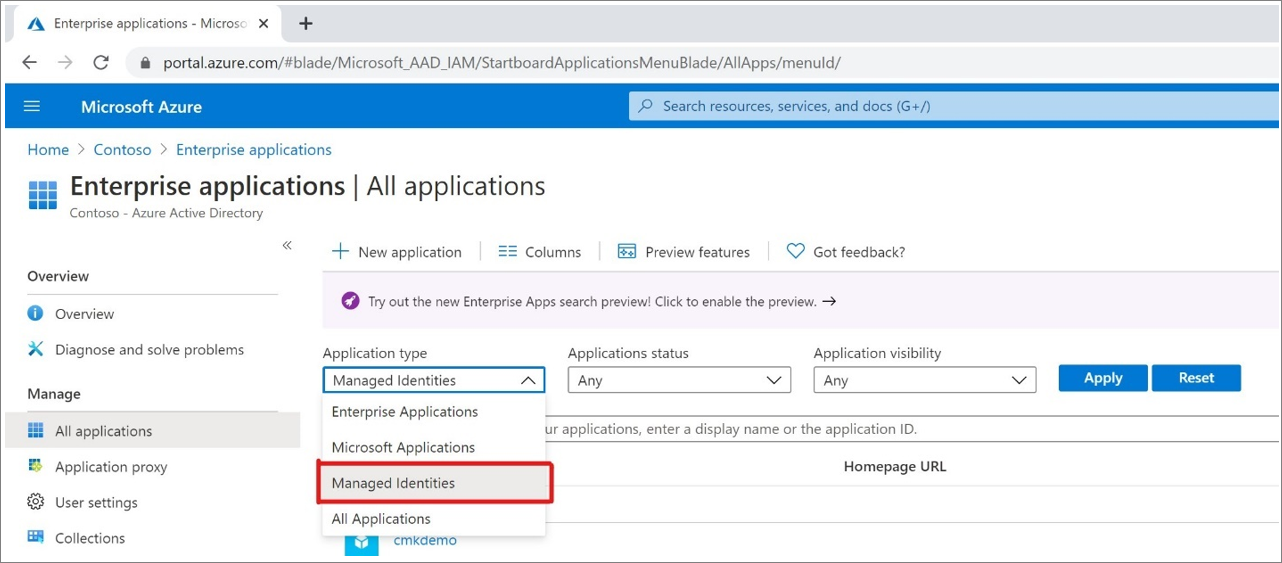 Enterprise applications - Microso
portal.azure.com/#blade/Microsoft_AAD_IAM/StartboardApplicationsMenuBlade/AllApps/menuId/
Microsoft Azure
Search resources, services, and docs (G+/)
Home > Contoso > Enterprise applications
Enterprise applications | All applications
Contoso - Azure Active Directory
«
New application
Columns
Preview features
Got feedback?
Overview
Overview
Diagnose and solve problems
Manage
All applications
Application proxy
User settings
Collections
Try out the new Enterprise Apps search preview! Click to enable the preview. →
Application type
Applications status
Application visibility
Managed Identities
Any
Any
Apply
Reset
Enterprise Applications
Microsoft Applications
Managed Identities
All Applications
ur applications, enter a display name or the application ID.
Homepage URL
cmkdemo